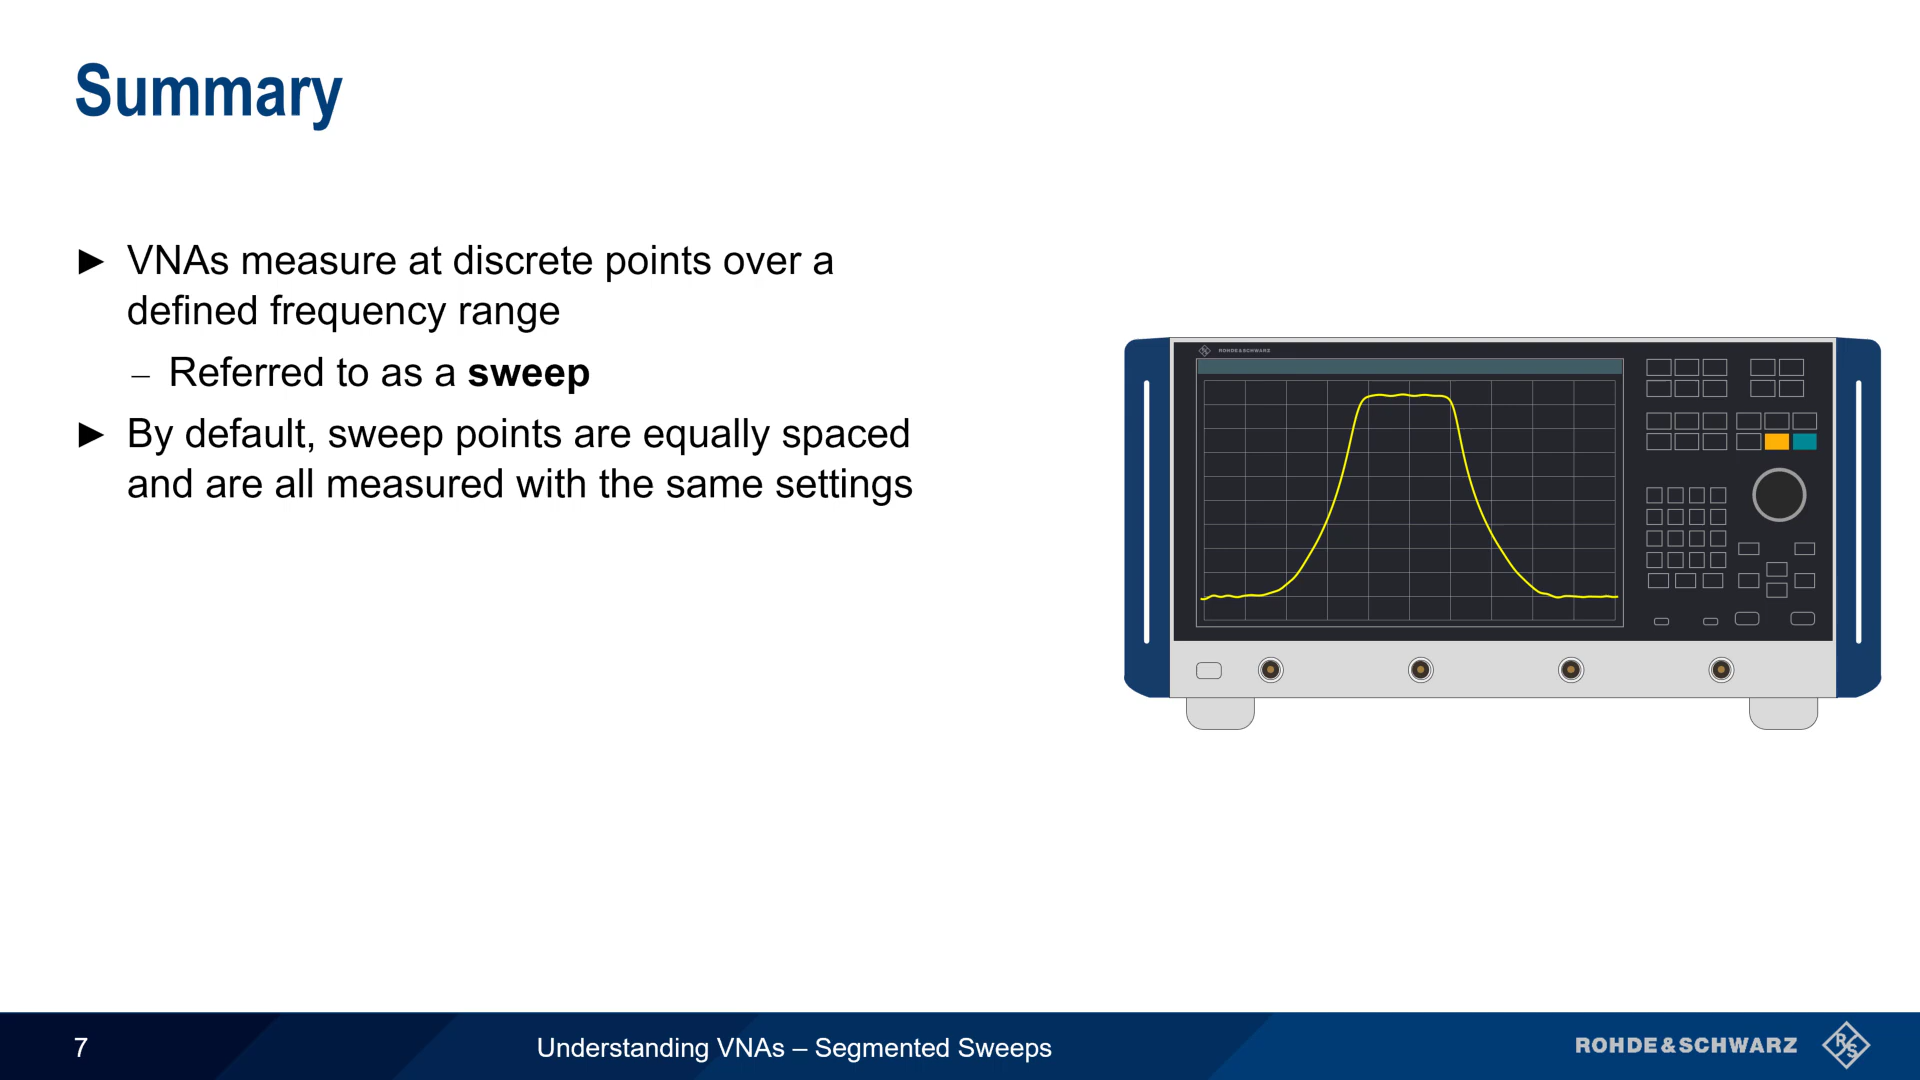 Summary
► VNAs measure at discrete points over a
defined frequency range
– Referred to as a sweep
► By default, sweep points are equally spaced
and are all measured with the same settings
ROHDE&SCHWARZ
7
Understanding VNAs – Segmented Sweeps
ROHDE&SCHWARZ
R&S